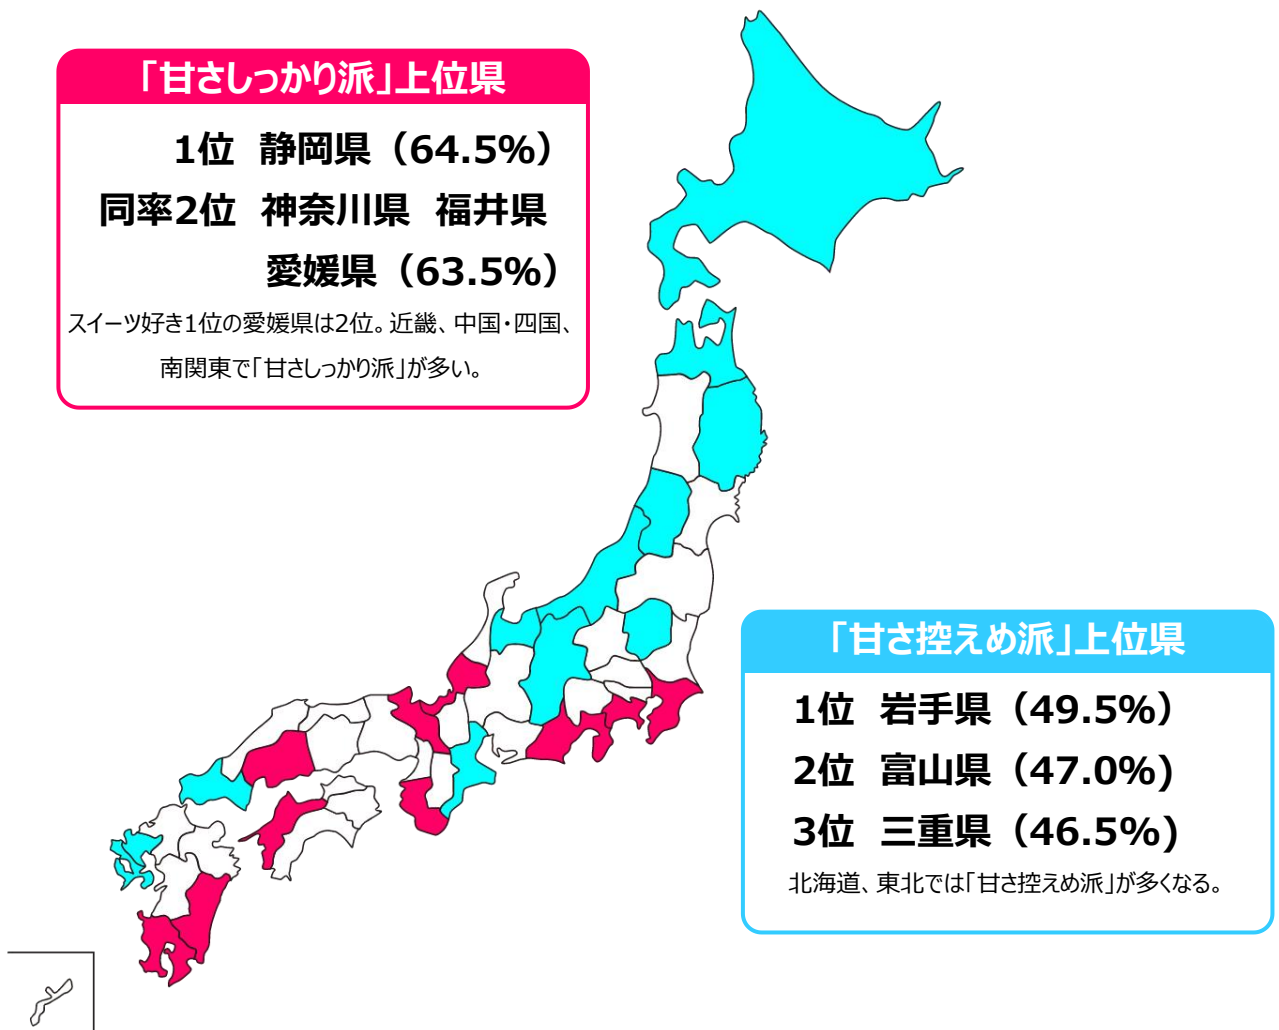 「甘さしっかり派」上位県
1位 静岡県（64.5%）
同率2位 神奈川県 福井県
愛媛県（63.5%）
スイーツ好き1位の愛媛県は2位。近畿、中国・四国、
南関東で「甘さしっかり派」が多い。
「甘さ控えめ派」上位県
1位 岩手県（49.5%）
2位 富山県（47.0%)
3位 三重県（46.5%)
北海道、東北では「甘さ控えめ派」が多くなる。